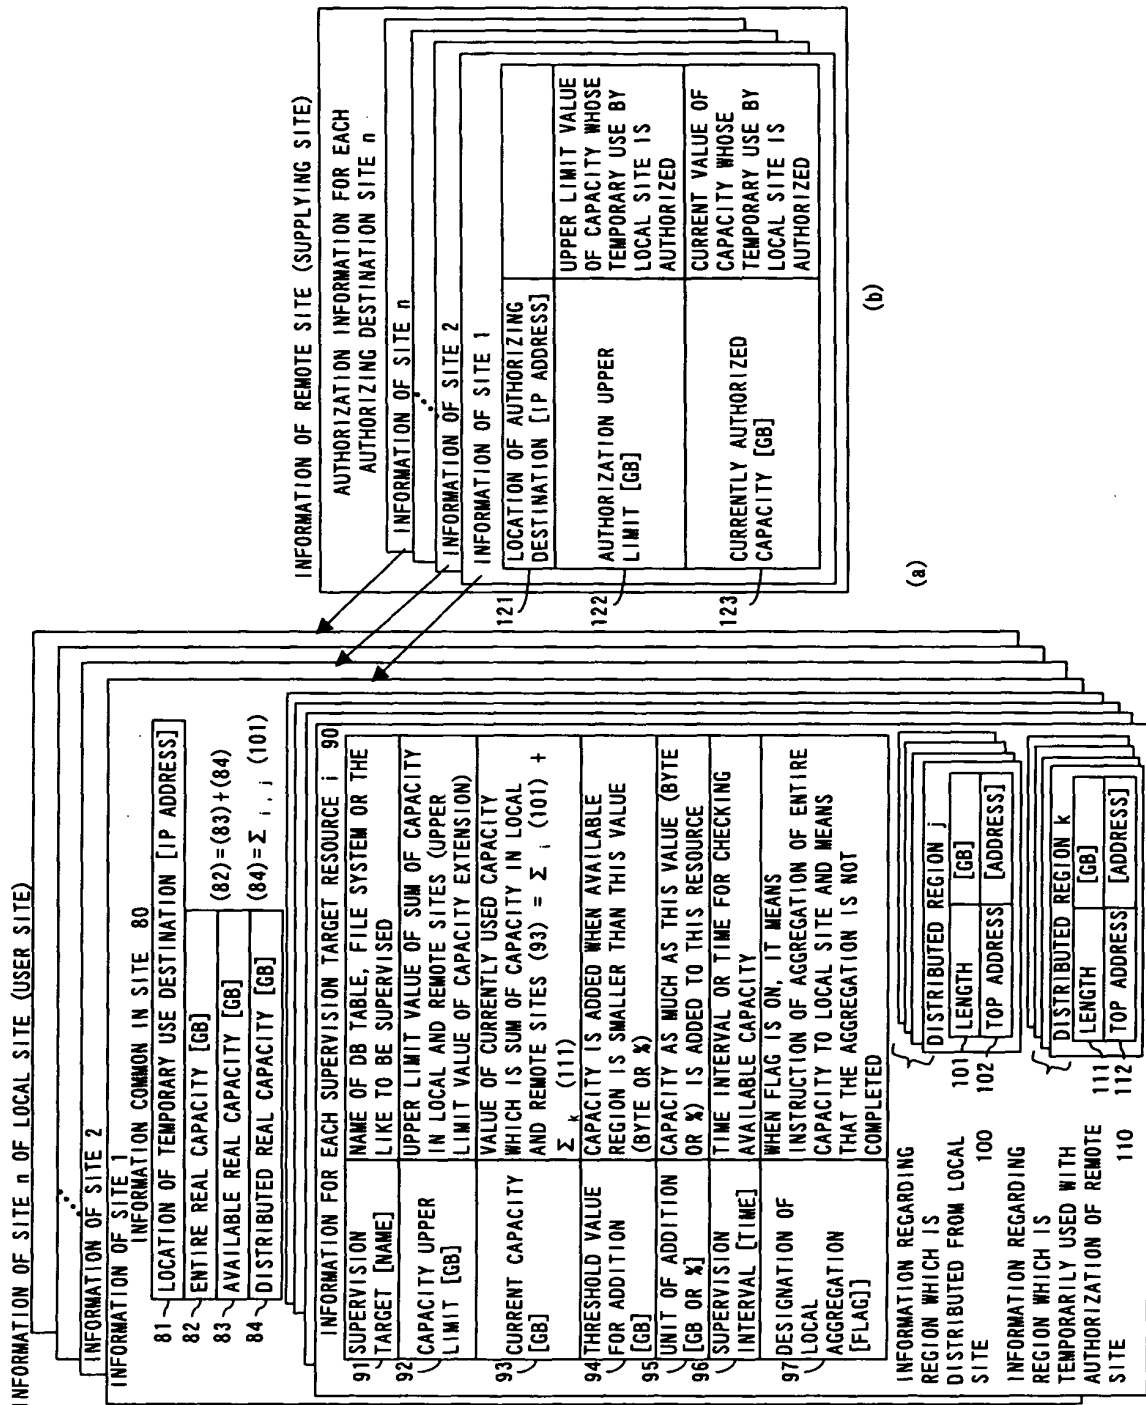 INFORMATION OF SITE n OF LOCAL SITE (USER SITE)
INFORMATION OF SITE 2
INFORMATION OF SITE 1
INFORMATION COMMON IN SITE 80
81 LOCATION OF TEMPORARY USE DESTINATION [IP ADDRESS]
82 ENTIRE REAL CAPACITY [GB] (82)=(83)+(84)
83 AVAILABLE REAL CAPACITY [GB]
84 DISTRIBUTED REAL CAPACITY [GB] (84)=Σ i, j (101)
INFORMATION FOR EACH SUPERVISION TARGET RESOURCE i 90
91 SUPERVISION
TARGET [NAME]
NAME OF DB TABLE, FILE SYSTEM OR THE
LIKE TO BE SUPERVISED
92 CAPACITY UPPER
LIMIT [GB]
UPPER LIMIT VALUE OF SUM OF CAPACITY
IN LOCAL AND REMOTE SITES (UPPER
LIMIT VALUE OF CAPACITY EXTENSION)
93 CURRENT CAPACITY
[GB]
VALUE OF CURRENTLY USED CAPACITY
WHICH IS SUM OF CAPACITY IN LOCAL
AND REMOTE SITES (93) = Σ i (101) +
Σ k (111)
94 THRESHOLD VALUE
FOR ADDITION
[GB]
CAPACITY IS ADDED WHEN AVAILABLE
REGION IS SMALLER THAN THIS VALUE
(BYTE OR %)
95 UNIT OF ADDITION
[GB OR %]
CAPACITY AS MUCH AS THIS VALUE (BYTE
OR %) IS ADDED TO THIS RESOURCE
96 SUPERVISION
INTERVAL [TIME]
TIME INTERVAL OR TIME FOR CHECKING
AVAILABLE CAPACITY
97 DESIGNATION OF
LOCAL
AGGREGATION
[FLAG]]
WHEN FLAG IS ON, IT MEANS
INSTRUCTION OF AGGREGATION OF ENTIRE
CAPACITY TO LOCAL SITE AND MEANS
THAT THE AGGREGATION IS NOT
COMPLETED
INFORMATION REGARDING
REGION WHICH IS
DISTRIBUTED FROM LOCAL
SITE 100
DISTRIBUTED REGION j
101 LENGTH [GB]
102 TOP ADDRESS [ADDRESS]
INFORMATION REGARDING
REGION WHICH IS
TEMPORARILY USED WITH
AUTHORIZATION OF REMOTE
SITE 110
DISTRIBUTED REGION k
111 LENGTH [GB]
112 TOP ADDRESS [ADDRESS]
(a)
INFORMATION OF REMOTE SITE (SUPPLYING SITE)
AUTHORIZATION INFORMATION FOR EACH
AUTHORIZING DESTINATION SITE n
INFORMATION OF SITE n
INFORMATION OF SITE 2
INFORMATION OF SITE 1
121 LOCATION OF AUTHORIZING
DESTINATION [IP ADDRESS]
122 AUTHORIZATION UPPER
LIMIT [GB]
UPPER LIMIT VALUE
OF CAPACITY WHOSE
TEMPORARY USE BY
LOCAL SITE IS
AUTHORIZED
123 CURRENTLY AUTHORIZED
CAPACITY [GB]
CURRENT VALUE OF
CAPACITY WHOSE
TEMPORARY USE BY
LOCAL SITE IS
AUTHORIZED
(b)